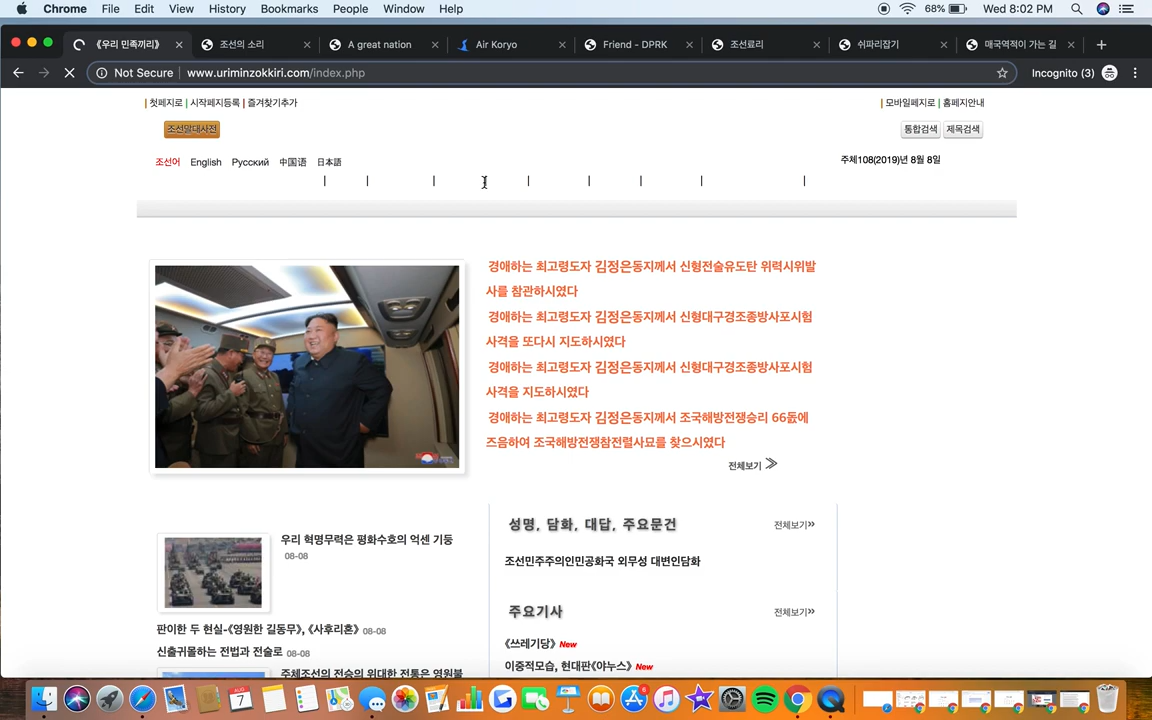 Chrome File Edit View History Bookmarks People Window Help 68% Wed 8:02 PM
《우리 민족끼리》 조선의 소리 A great nation Air Koryo Friend - DPRK 조선료리 쉬파리잡기 매국역적이 가는 길
Not Secure www.uriminzokkiri.com/index.php Incognito (3)
첫페지로 | 시작페지등록 | 즐겨찾기추가 모바일페지로 | 홈페지안내
조선말대사전 통합검색 제목검색
조선어 English Русский 中国语 日本語 주체108(2019)년 8월 8일
경애하는 최고령도자 김정은동지께서 신형전술유도탄 위력시위발
사를 참관하시였다
경애하는 최고령도자 김정은동지께서 신형대구경조종방사포시험
사격을 또다시 지도하시였다
경애하는 최고령도자 김정은동지께서 신형대구경조종방사포시험
사격을 지도하시였다
경애하는 최고령도자 김정은동지께서 조국해방전쟁승리 66돐에
즈음하여 조국해방전쟁참전렬사묘를 찾으시였다
전체보기
우리 혁명무력은 평화수호의 억센 기둥
08-08
판이한 두 현실-《영원한 길동무》, 《사후리혼》 08-08
신출귀몰하는 전법과 전술로 08-08
주체조선의 전승의 위대한 전통은 영원불
성명, 담화, 대답, 주요문건 전체보기
조선민주주의인민공화국 외무성 대변인담화
주요기사 전체보기
《쓰레기당》 New
이중적모습, 현대판《야누스》 New
AUG
7
6